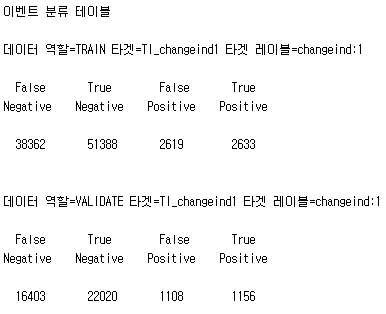 이벤트 분류 테이블
데이터 역할=TRAIN 타겟=TI_changeind1 타겟 레이블=changeind:1
False True False True
Negative Negative Positive Positive
38362 51388 2619 2633
데이터 역할=VALIDATE 타겟=TI_changeind1 타겟 레이블=changeind:1
False True False True
Negative Negative Positive Positive
16403 22020 1108 1156